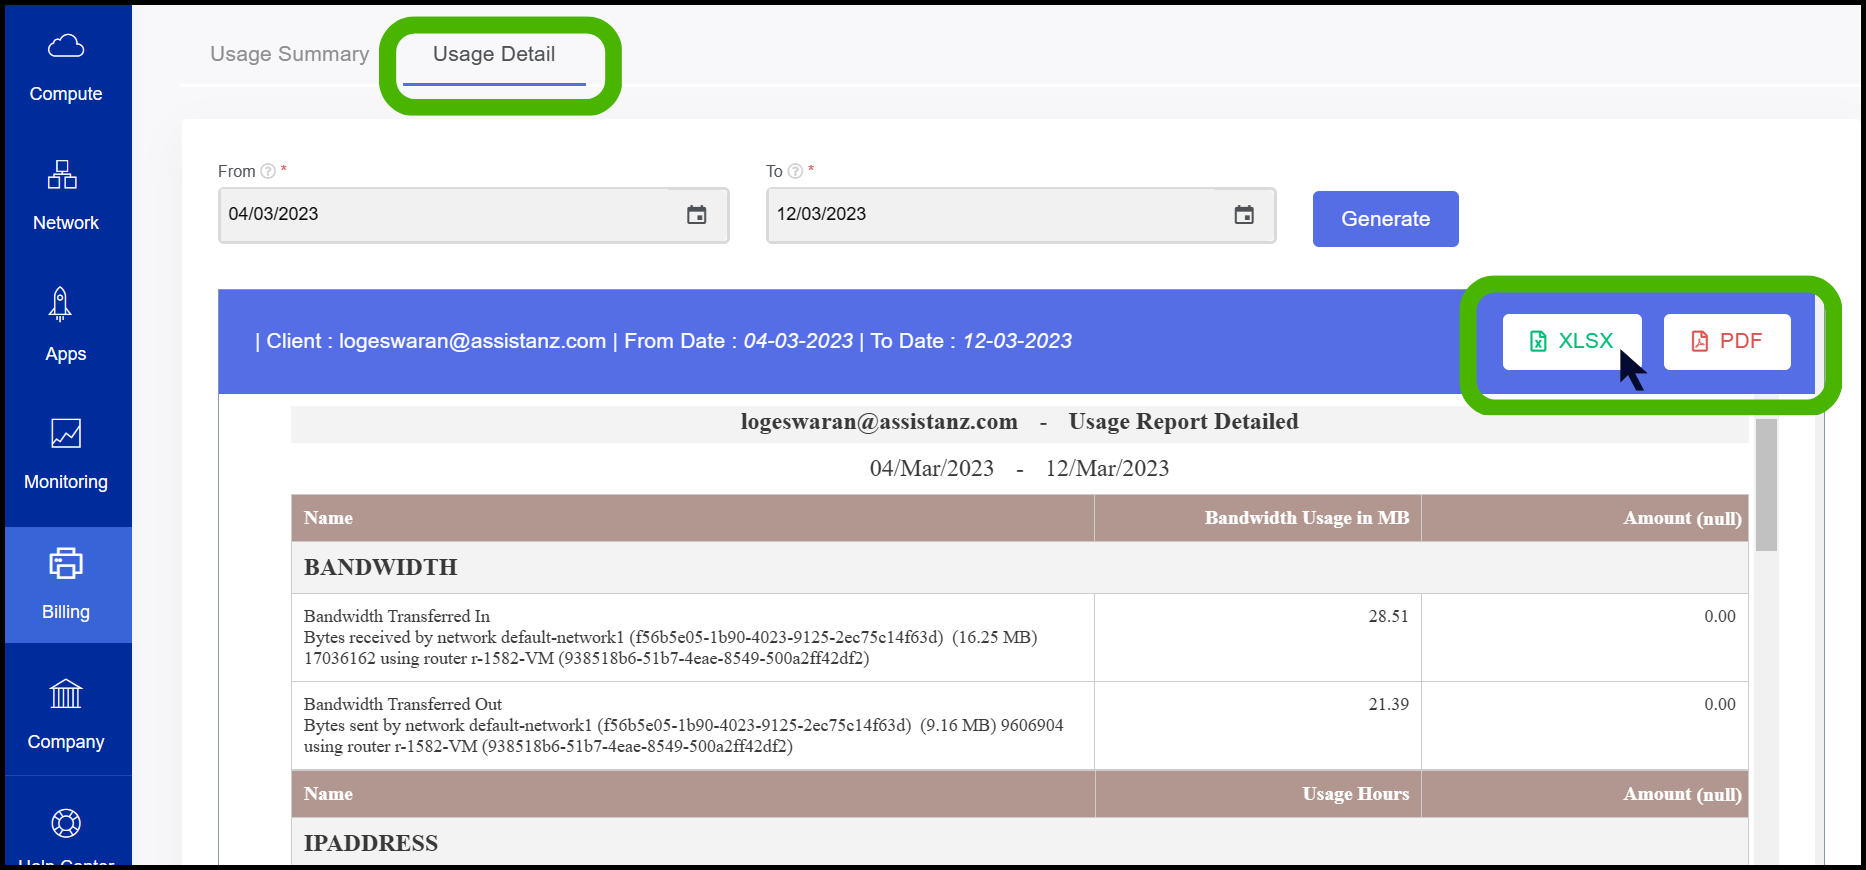 Compute
Network
Apps
Monitoring
Billing
Company
Help Center
Usage Summary
Usage Detail
From ? *
04/03/2023
To ? *
12/03/2023
Generate
| Client : logeswaran@assistanz.com | From Date : 04-03-2023 | To Date : 12-03-2023
XLSX
PDF
logeswaran@assistanz.com - Usage Report Detailed
04/Mar/2023 - 12/Mar/2023
Name Bandwidth Usage in MB Amount (null)
BANDWIDTH
Bandwidth Transferred In 28.51 0.00
Bytes received by network default-network1 (f56b5e05-1b90-4023-9125-2ec75c14f63d) (16.25 MB)
17036162 using router r-1582-VM (938518b6-51b7-4eae-8549-500a2ff42df2)
Bandwidth Transferred Out 21.39 0.00
Bytes sent by network default-network1 (f56b5e05-1b90-4023-9125-2ec75c14f63d) (9.16 MB) 9606904
using router r-1582-VM (938518b6-51b7-4eae-8549-500a2ff42df2)
Name Usage Hours Amount (null)
IPADDRESS